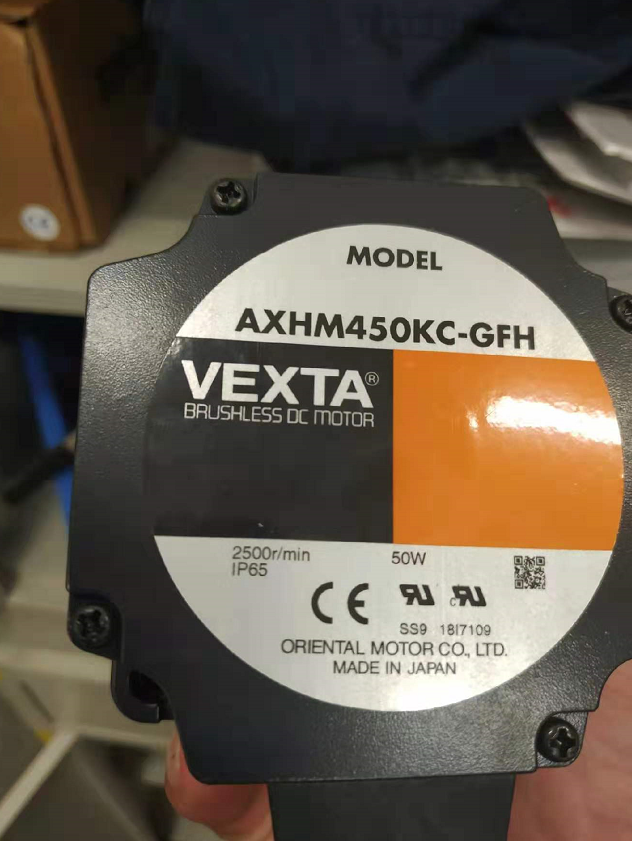 MODEL
AXHM450KC-GFH
VEXTA®
BRUSHLESS DC MOTOR
2500r/min 50W
IP65
CE
SS9 18I7109
ORIENTAL MOTOR CO., LTD.
MADE IN JAPAN